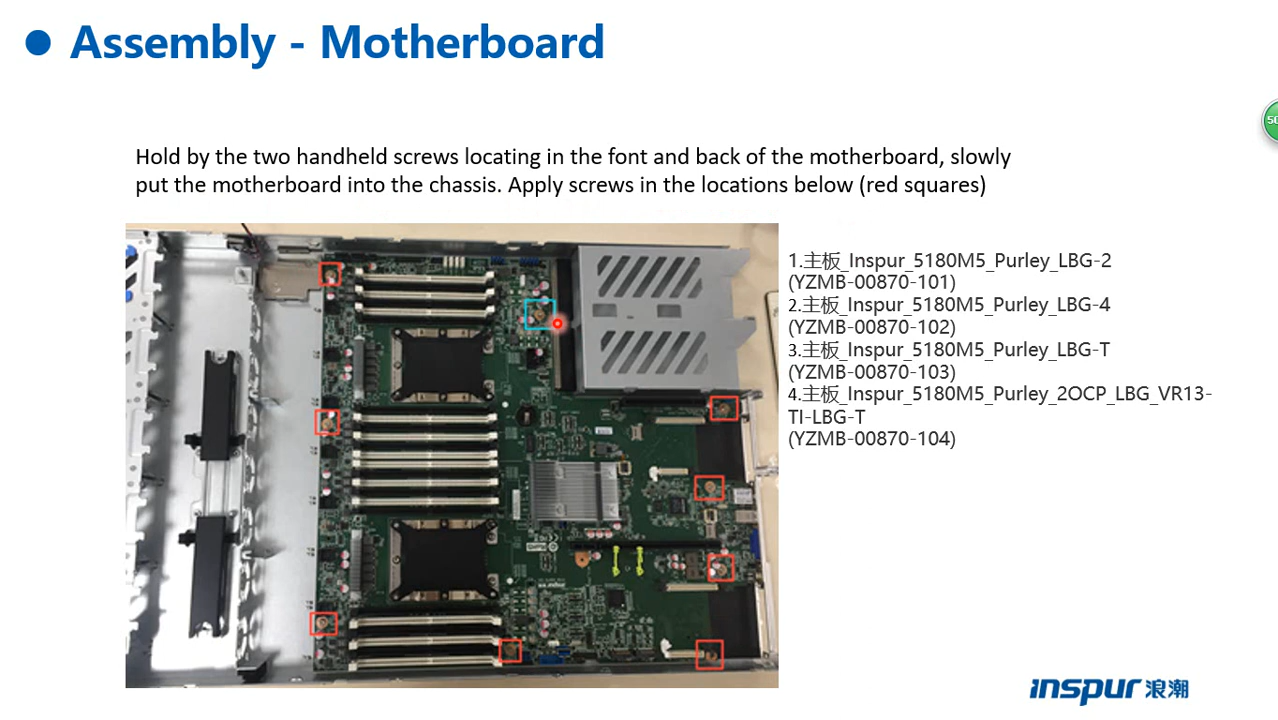 Assembly - Motherboard
Hold by the two handheld screws locating in the font and back of the motherboard, slowly
put the motherboard into the chassis. Apply screws in the locations below (red squares)
1.主板_Inspur_5180M5_Purley_LBG-2
(YZMB-00870-101)
2.主板_Inspur_5180M5_Purley_LBG-4
(YZMB-00870-102)
3.主板_Inspur_5180M5_Purley_LBG-T
(YZMB-00870-103)
4.主板_Inspur_5180M5_Purley_2OCP_LBG_VR13-
TI-LBG-T
(YZMB-00870-104)
inspur
inspur 浪潮